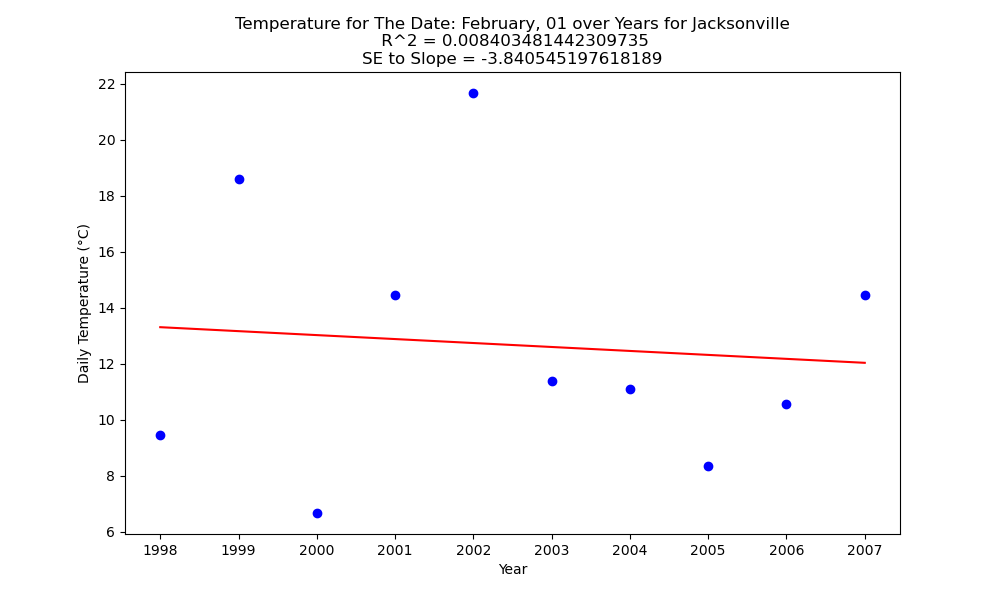 Temperature for The Date: February, 01 over Years for Jacksonville
R^2 = 0.008403481442309735
SE to Slope = -3.840545197618189
22
20
18
16
14
12
10
8
6
Daily Temperature (°C)
1998 1999 2000 2001 2002 2003 2004 2005 2006 2007
Year